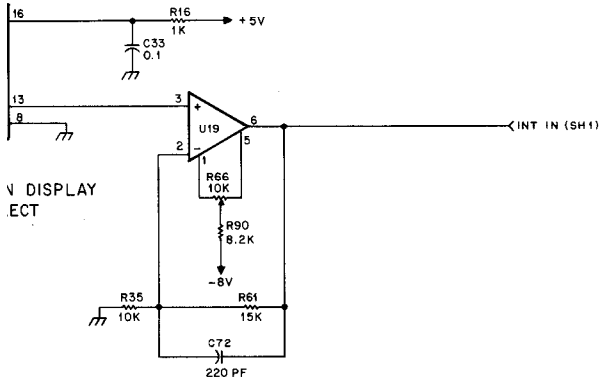 16
R16
1K
+5V
C33
0.1
13
3
+
U19
6
INT IN (SH1)
8
5
2
−
1
N DISPLAY
R66
10K
LECT
R90
8.2K
−8V
R35
10K
R61
15K
C72
220 PF